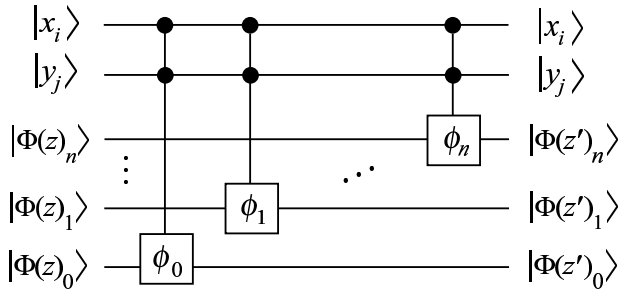 |x_i⟩ |x_i⟩
|y_j⟩ |y_j⟩
|Φ(z)_n⟩ ϕ_n |Φ(z′)_n⟩
⋮ ⋯
|Φ(z)_1⟩ ϕ_1 |Φ(z′)_1⟩
|Φ(z)_0⟩ ϕ_0 |Φ(z′)_0⟩